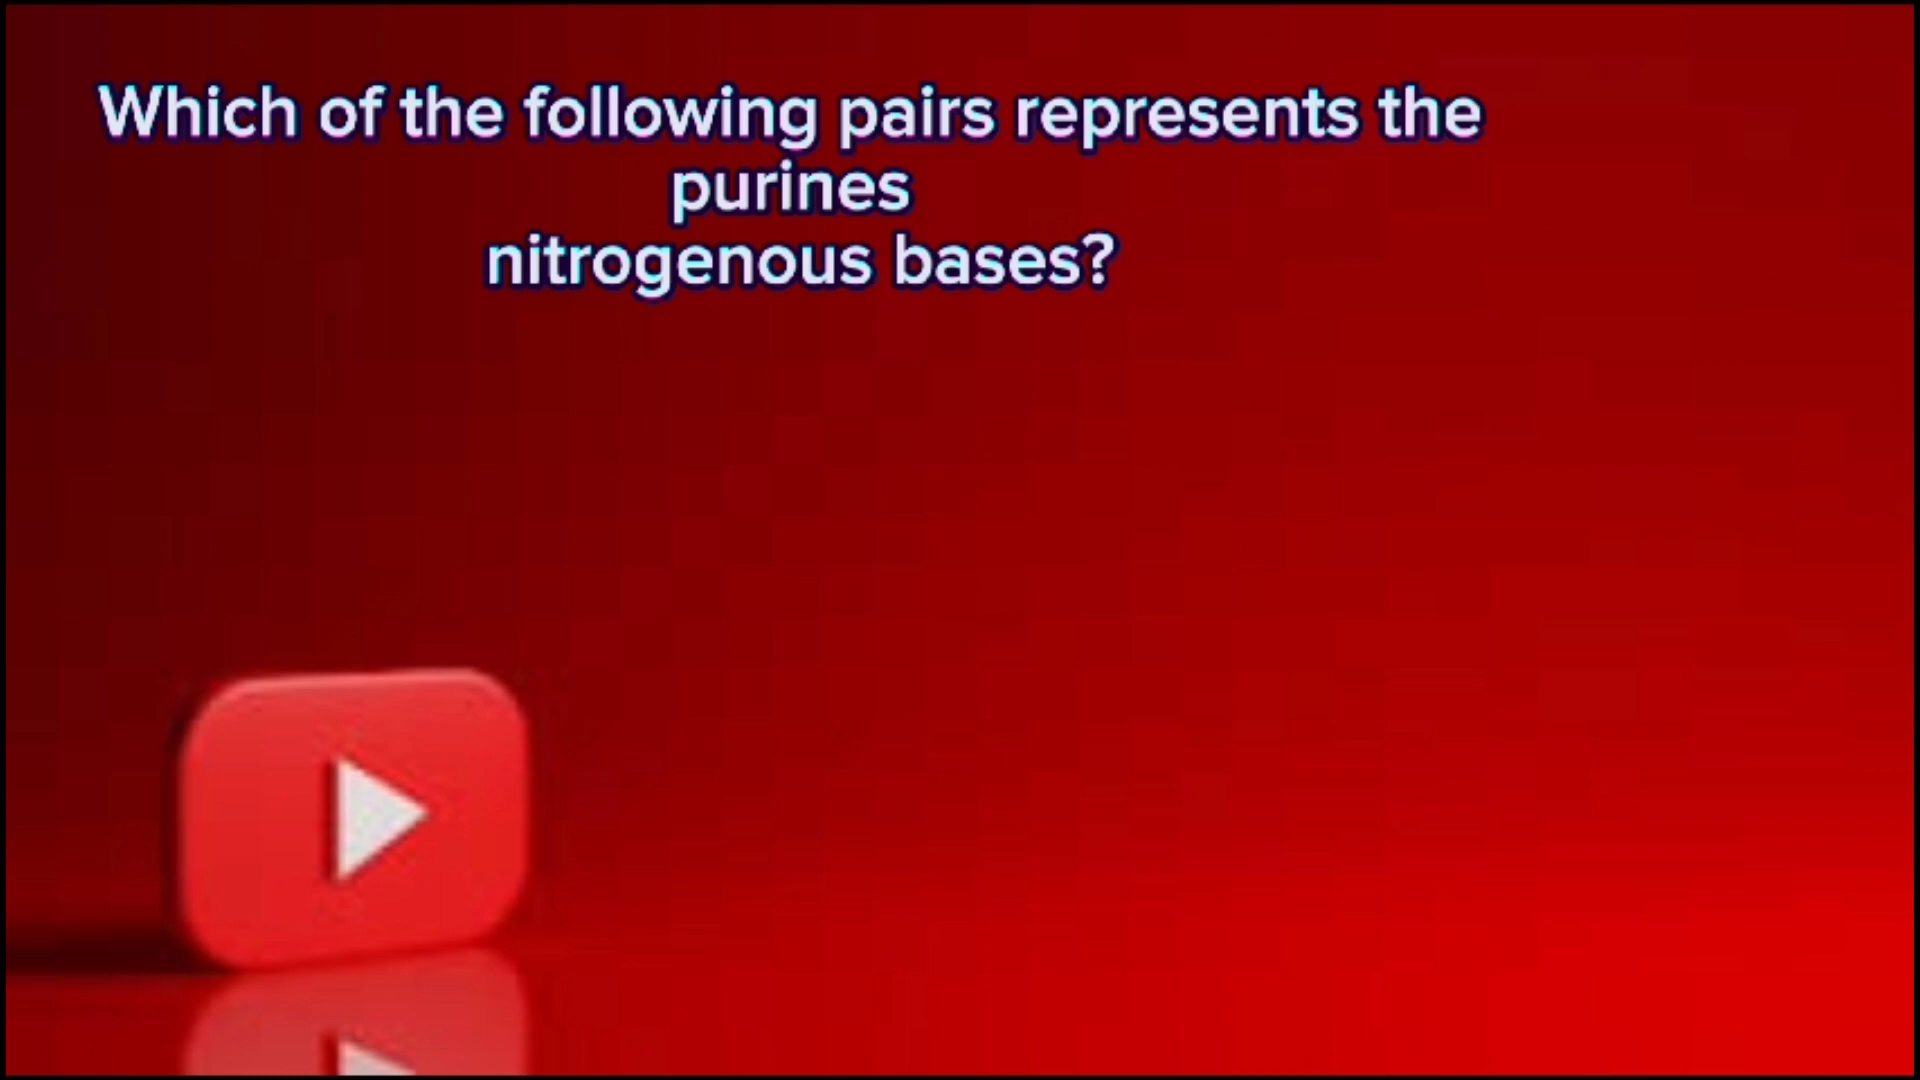 Which of the following pairs represents the
purines
nitrogenous bases?